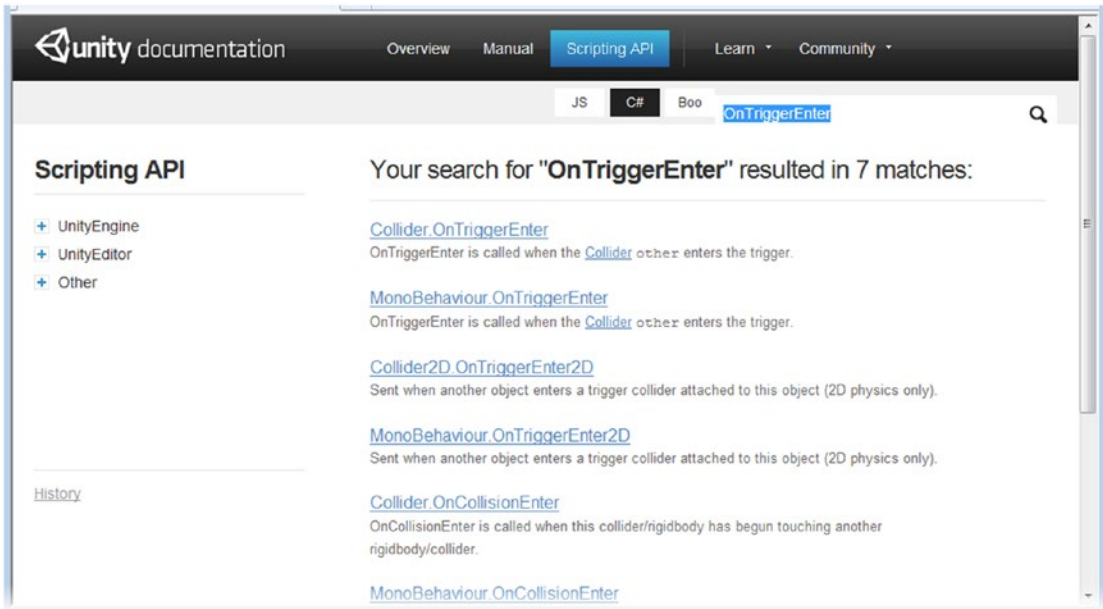 unity documentation Overview Manual Scripting API Learn Community
JS C# Boo OnTriggerEnter
Scripting API
UnityEngine
UnityEditor
Other
History
Your search for "OnTriggerEnter" resulted in 7 matches:
Collider.OnTriggerEnter
OnTriggerEnter is called when the Collider other enters the trigger.
MonoBehaviour.OnTriggerEnter
OnTriggerEnter is called when the Collider other enters the trigger.
Collider2D.OnTriggerEnter2D
Sent when another object enters a trigger collider attached to this object (2D physics only).
MonoBehaviour.OnTriggerEnter2D
Sent when another object enters a trigger collider attached to this object (2D physics only).
Collider.OnCollisionEnter
OnCollisionEnter is called when this collider/rigidbody has begun touching another
rigidbody/collider.
MonoBehaviour.OnCollisionEnter